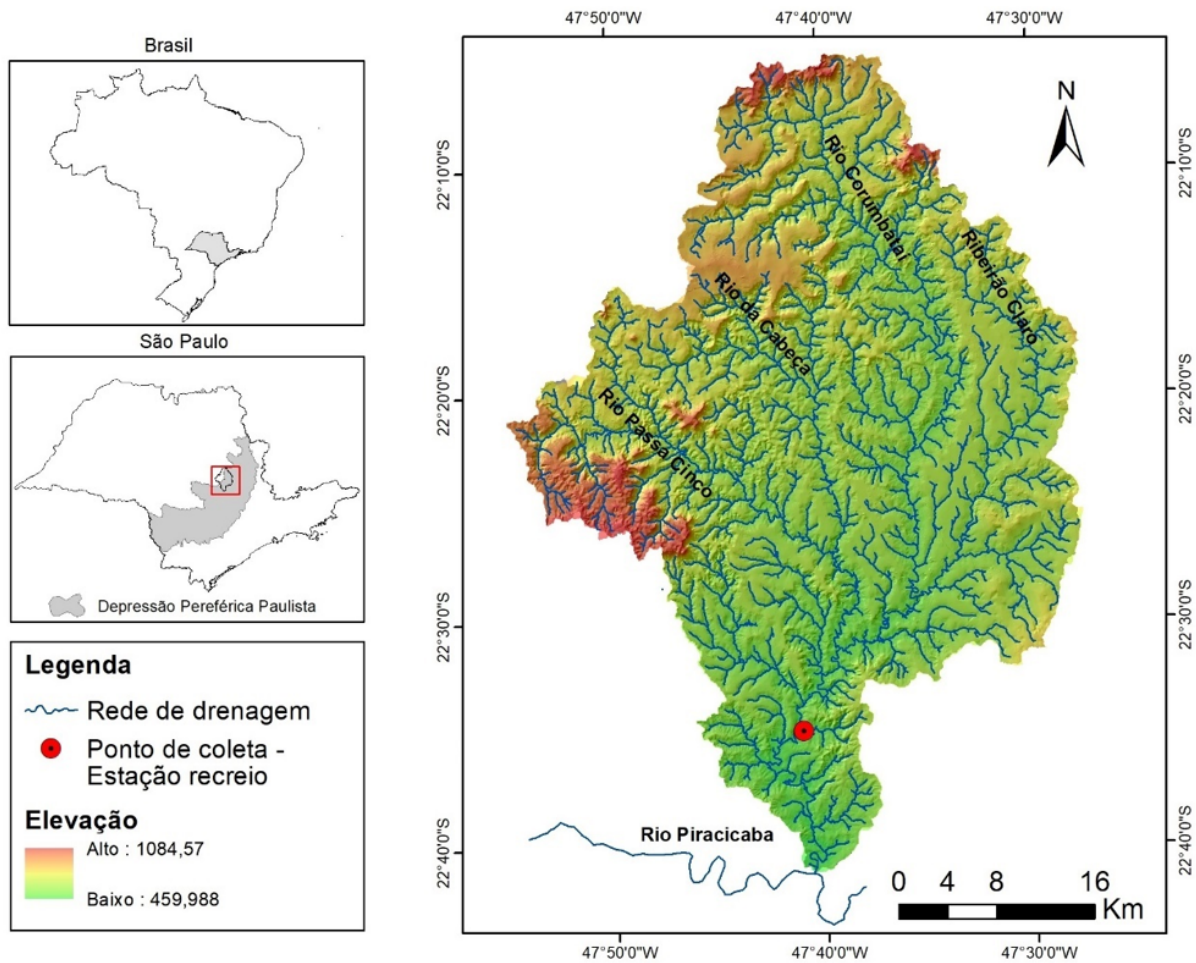 Brasil
São Paulo
Depressão Pereférica Paulista
Legenda
Rede de drenagem
Ponto de coleta -
Estação recreio
Elevação
Alto : 1084,57
Baixo : 459,988
47°50'0"W
47°40'0"W
47°30'0"W
N
22°10'0"S
22°10'0"S
Rio Corumbataí
Ribeirão Claro
Rio da Cabeça
22°20'0"S
22°20'0"S
Rio Passa Cinco
22°30'0"S
22°30'0"S
Rio Piracicaba
22°40'0"S
22°40'0"S
0 4 8 16
Km
47°50'0"W
47°40'0"W
47°30'0"W